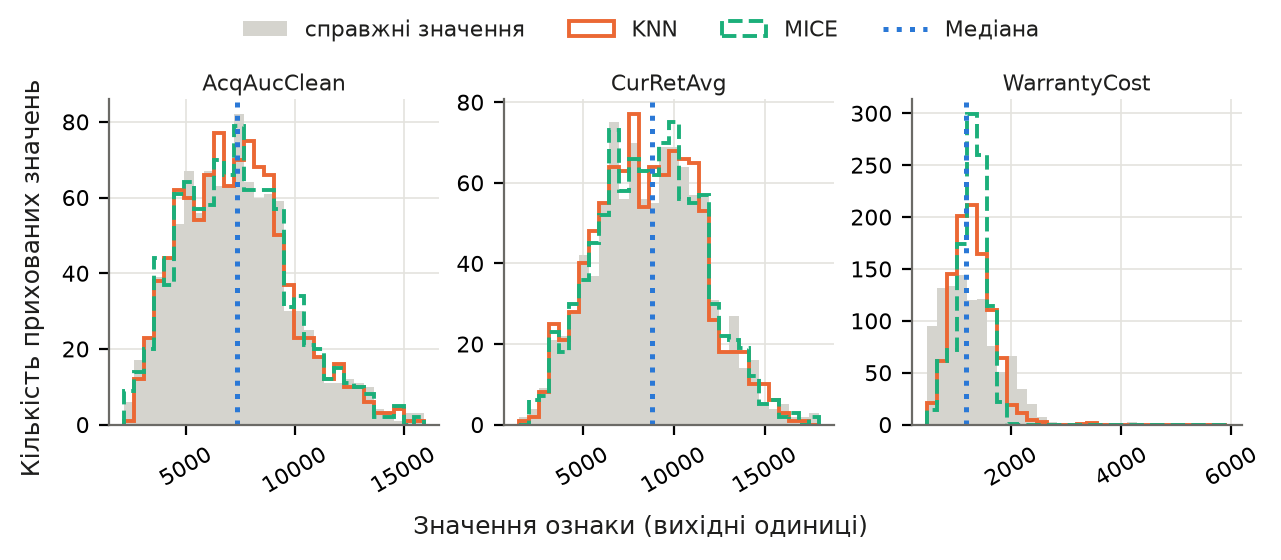 справжні значення KNN MICE Медіана
AcqAucClean CurRetAvg WarrantyCost
Кількість прихованих значень
80
60
40
20
0
5000 10000 15000
80
60
40
20
0
5000 10000 15000
300
250
200
150
100
50
0
2000 4000 6000
Значення ознаки (вихідні одиниці)